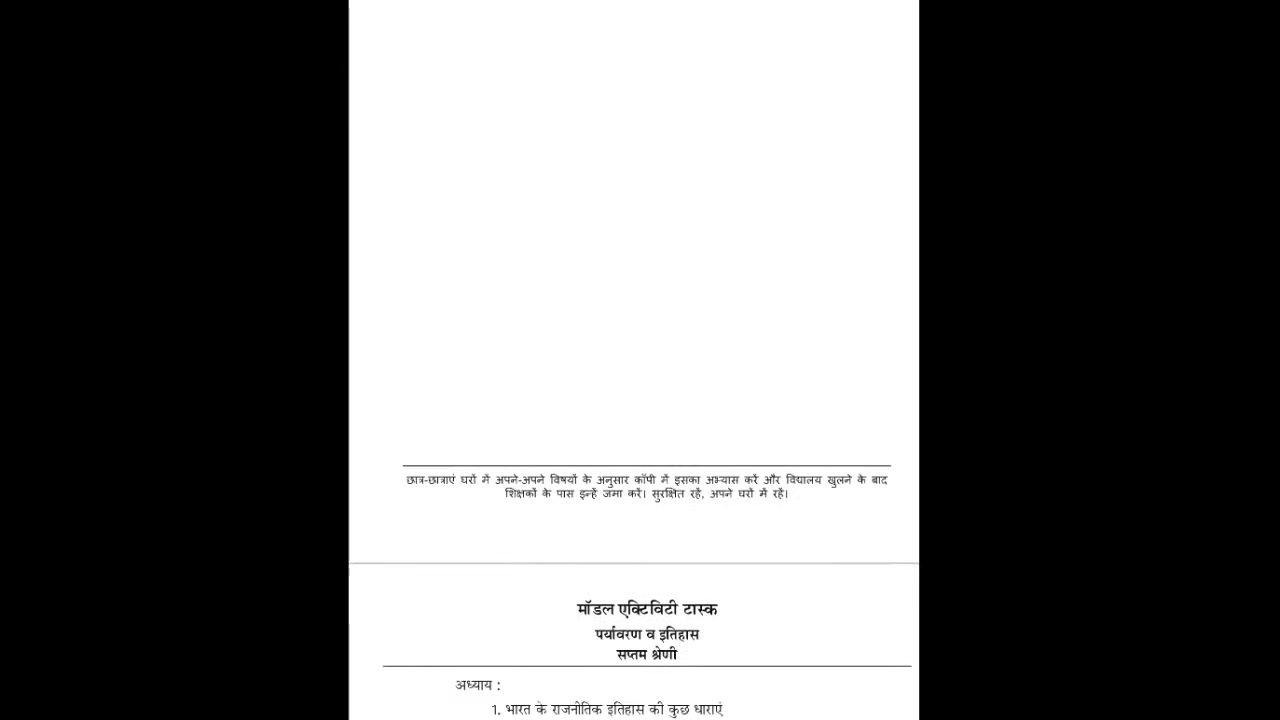 छात्र-छात्राएं घरों में अपने-अपने विषयों के अनुसार कॉपी में इसका अभ्यास करें और विद्यालय खुलने के बाद
शिक्षकों के पास इन्हें जमा करें। सुरक्षित रहें, अपने घरों में रहें।
मॉडल एक्टिविटी टास्क
पर्यावरण व इतिहास
सप्तम श्रेणी
अध्याय :
1. भारत के राजनीतिक इतिहास की कुछ धाराएं